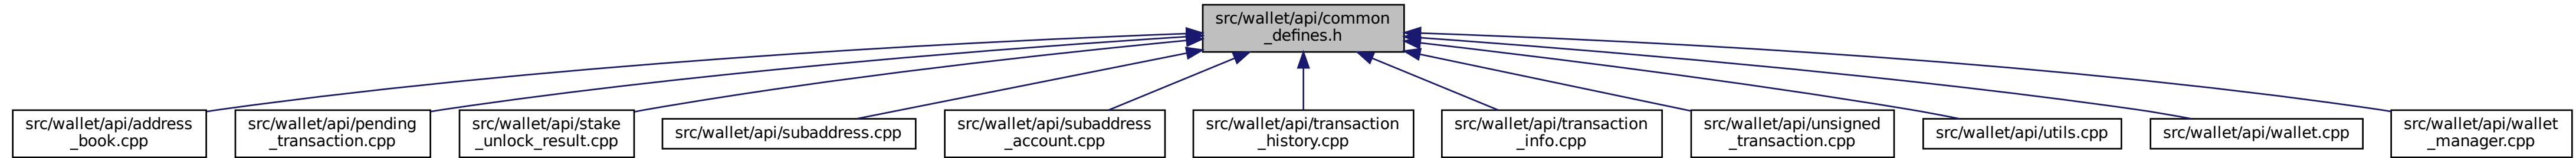 src/wallet/api/common
_defines.h
src/wallet/api/address
_book.cpp
src/wallet/api/pending
_transaction.cpp
src/wallet/api/stake
_unlock_result.cpp
src/wallet/api/subaddress.cpp
src/wallet/api/subaddress
_account.cpp
src/wallet/api/transaction
_history.cpp
src/wallet/api/transaction
_info.cpp
src/wallet/api/unsigned
_transaction.cpp
src/wallet/api/utils.cpp
src/wallet/api/wallet.cpp
src/wallet/api/wallet
_manager.cpp